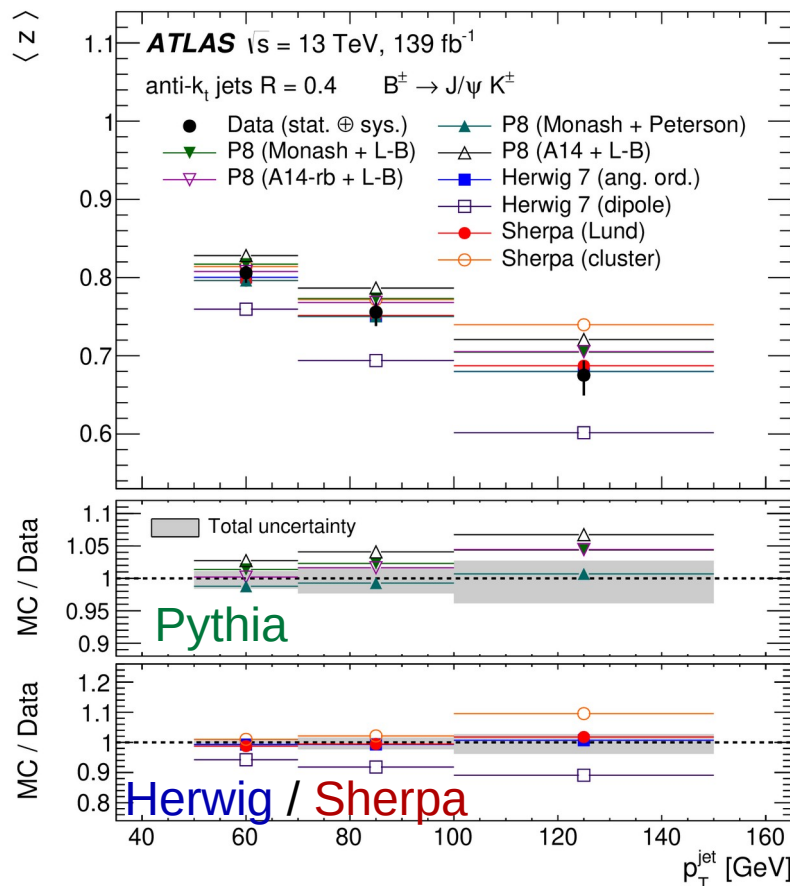 ⟨ z ⟩
ATLAS √s = 13 TeV, 139 fb⁻¹
anti-kₜ jets R = 0.4 B± → J/ψ K±
Data (stat. ⊕ sys.)
P8 (Monash + L-B)
P8 (A14-rb + L-B)
P8 (Monash + Peterson)
P8 (A14 + L-B)
Herwig 7 (ang. ord.)
Herwig 7 (dipole)
Sherpa (Lund)
Sherpa (cluster)
1.1
1
0.9
0.8
0.7
0.6
MC / Data
1.1
1.05
1
0.95
0.9
Total uncertainty
Pythia
MC / Data
1.2
1.1
1
0.9
0.8
Herwig / Sherpa
40 60 80 100 120 140 160
p_T^jet [GeV]